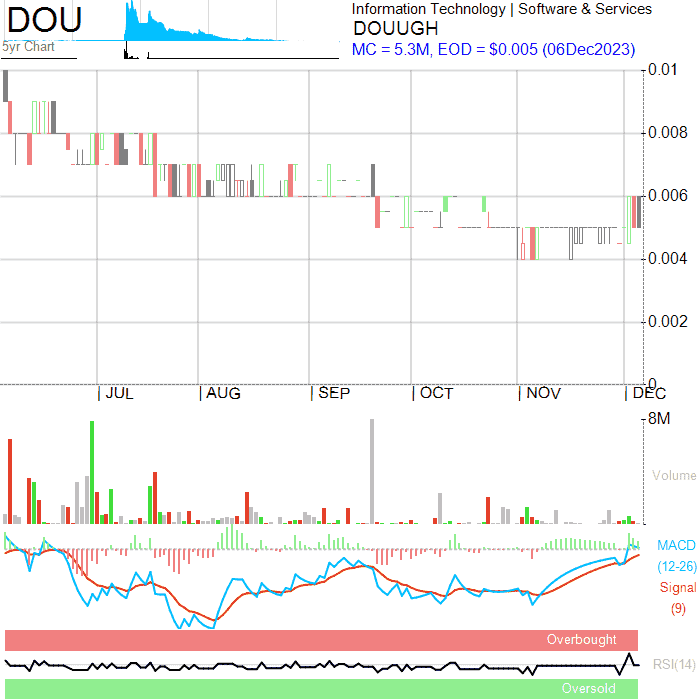 DOU
5yr Chart
Information Technology | Software & Services
DOUUGH
MC = 5.3M, EOD = $0.005 (06Dec2023)
0.01
0.008
0.006
0.004
0.002
0
| JUL | AUG | SEP | OCT | NOV | DEC
8M
Volume
MACD
(12-26)
Signal
(9)
Overbought
RSI(14)
Oversold